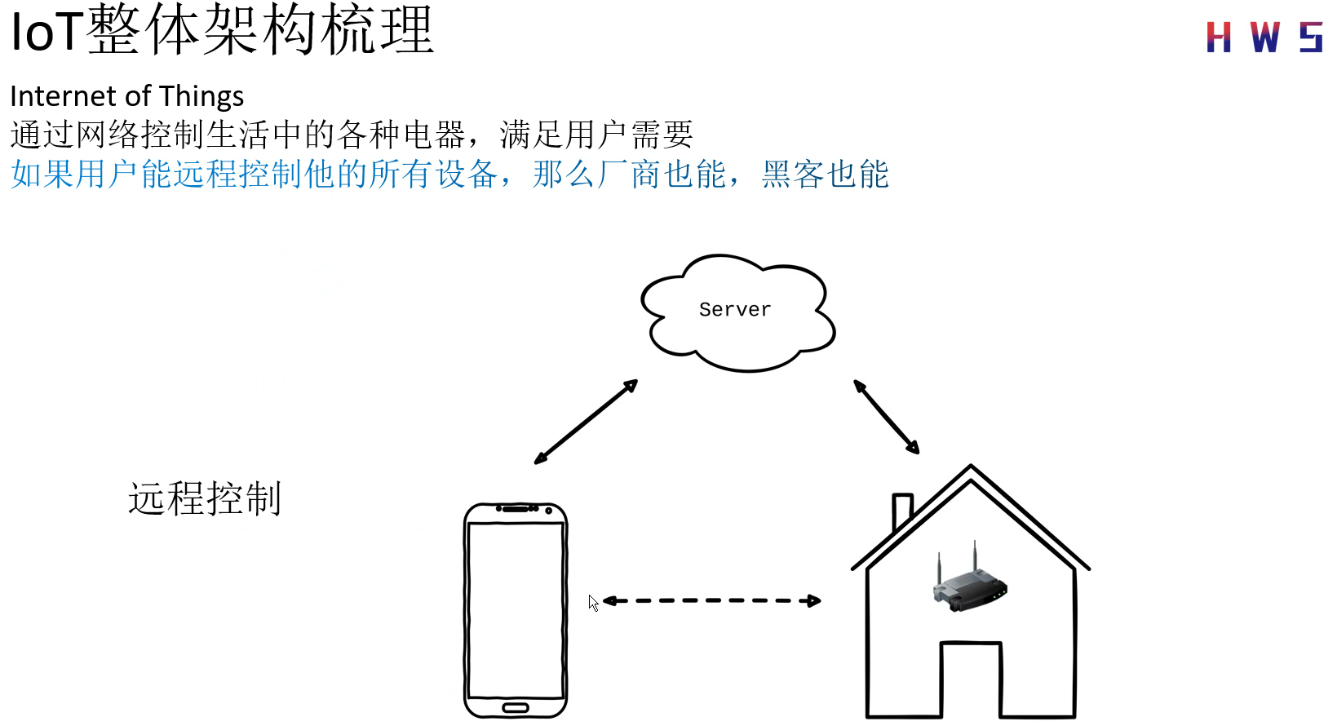 IoT整体架构梳理
HWS
Internet of Things
通过网络控制生活中的各种电器，满足用户需要
如果用户能远程控制他的所有设备，那么厂商也能，黑客也能
Server
远程控制